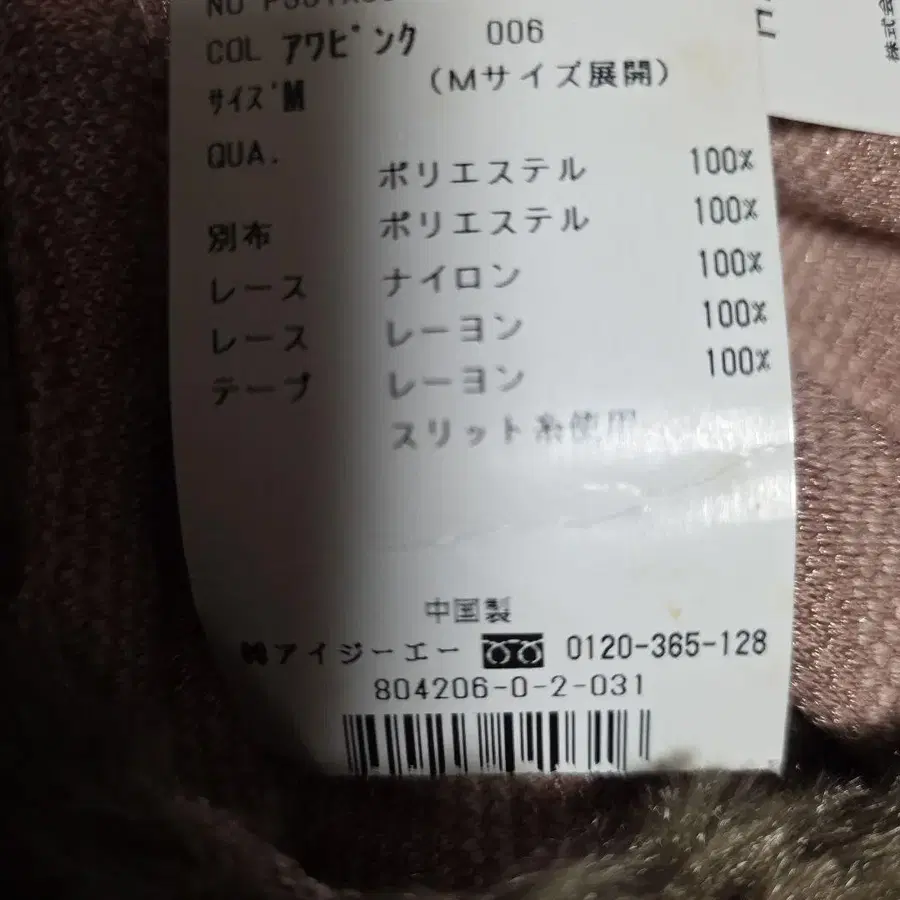 COL ｱﾜﾋﾟﾝｸ 006
ｻｲｽﾞ M (Mサイズ展開)
QUA.
ポリエステル 100%
別布 ポリエステル 100%
レース ナイロン 100%
レース レーヨン 100%
テープ レーヨン 100%
スリット糸使用
中国製
㈱アイジーエー 0120-365-128
804206-0-2-031
株式会